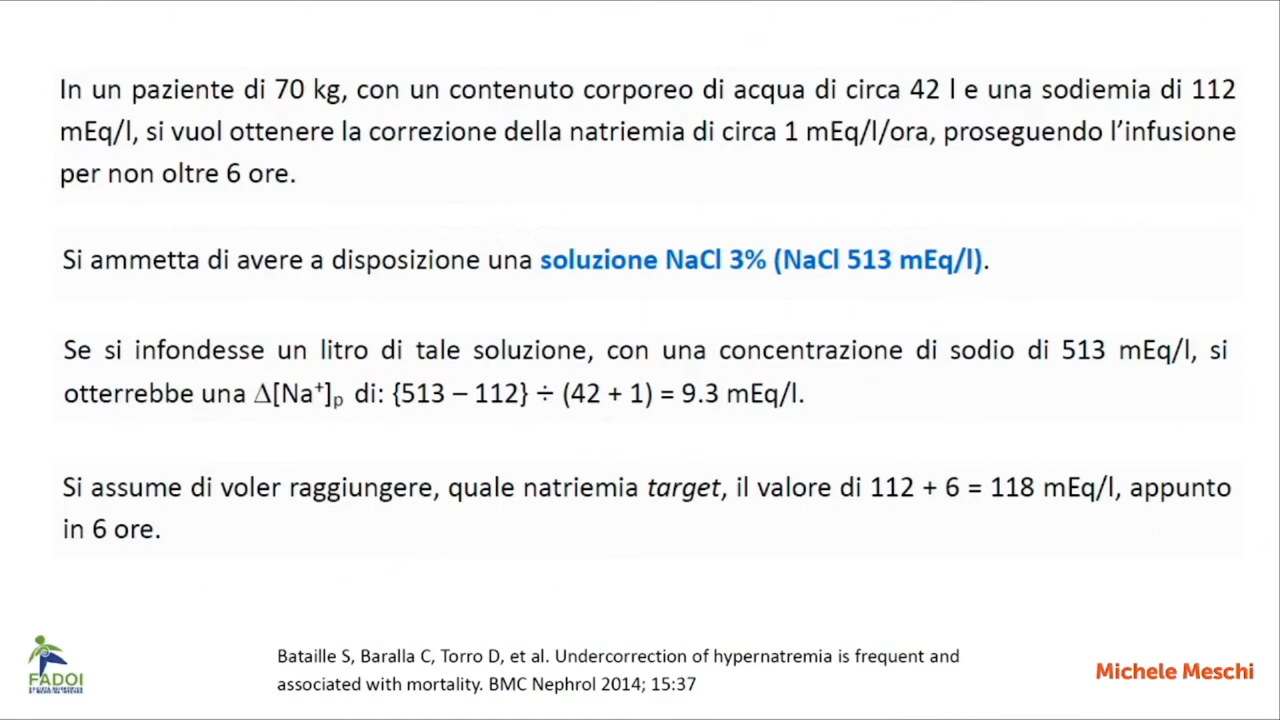 In un paziente di 70 kg, con un contenuto corporeo di acqua di circa 42 l e una sodiemia di 112
mEq/l, si vuol ottenere la correzione della natriemia di circa 1 mEq/l/ora, proseguendo l’infusione
per non oltre 6 ore.
Si ammetta di avere a disposizione una soluzione NaCl 3% (NaCl 513 mEq/l).
Se si infondesse un litro di tale soluzione, con una concentrazione di sodio di 513 mEq/l, si
otterrebbe una Δ[Na⁺]ₚ di: {513 – 112} ÷ (42 + 1) = 9.3 mEq/l.
Si assume di voler raggiungere, quale natriemia target, il valore di 112 + 6 = 118 mEq/l, appunto
in 6 ore.
Bataille S, Baralla C, Torro D, et al. Undercorrection of hypernatremia is frequent and
associated with mortality. BMC Nephrol 2014; 15:37
FADOI
Michele Meschi